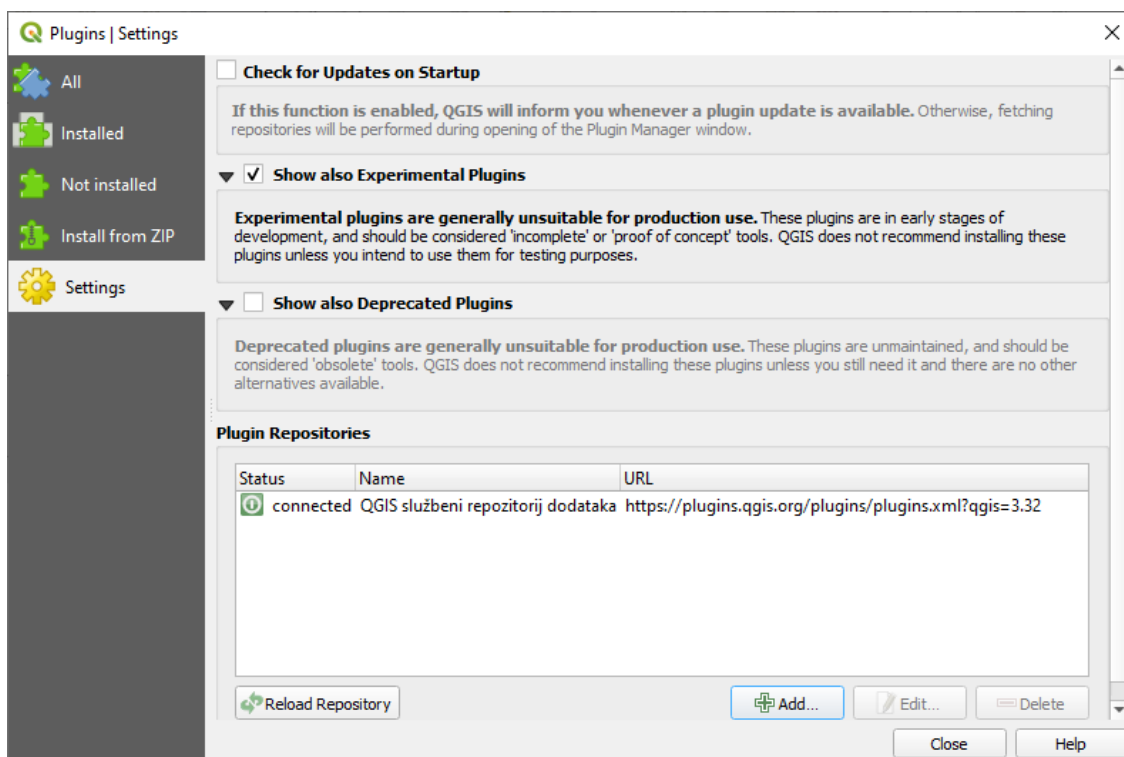 Plugins | Settings
All
Installed
Not installed
Install from ZIP
Settings
Check for Updates on Startup
If this function is enabled, QGIS will inform you whenever a plugin update is available. Otherwise, fetching
repositories will be performed during opening of the Plugin Manager window.
Show also Experimental Plugins
Experimental plugins are generally unsuitable for production use. These plugins are in early stages of
development, and should be considered 'incomplete' or 'proof of concept' tools. QGIS does not recommend installing these
plugins unless you intend to use them for testing purposes.
Show also Deprecated Plugins
Deprecated plugins are generally unsuitable for production use. These plugins are unmaintained, and should be
considered 'obsolete' tools. QGIS does not recommend installing these plugins unless you still need it and there are no other
alternatives available.
Plugin Repositories
Status Name URL
connected QGIS službeni repozitorij dodataka https://plugins.qgis.org/plugins/plugins.xml?qgis=3.32
Reload Repository Add... Edit... Delete
Close Help